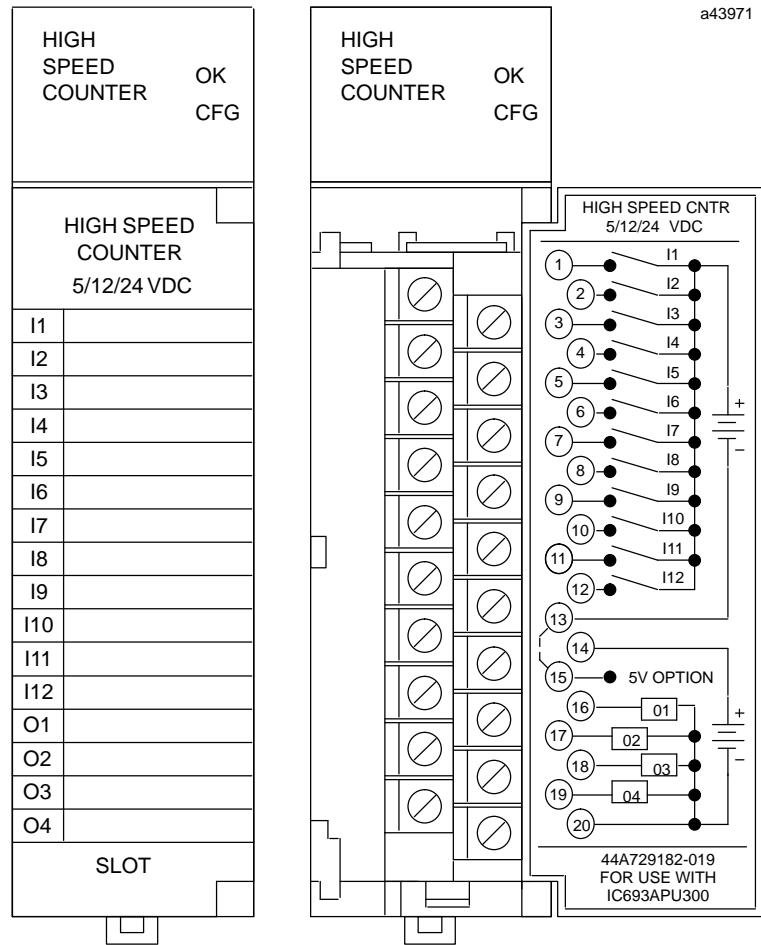 a43971
HIGH
SPEED
COUNTER
OK
CFG
HIGH SPEED
COUNTER
5/12/24 VDC
I1
I2
I3
I4
I5
I6
I7
I8
I9
I10
I11
I12
O1
O2
O3
O4
SLOT
HIGH
SPEED
COUNTER
OK
CFG
HIGH SPEED CNTR
5/12/24 VDC
1 I1
2 I2
3 I3
4 I4
5 I5
6 I6
+
7 I7
–
8 I8
9 I9
10 I10
11 I11
12 I12
13
14
15 5V OPTION
16 01
+
17 02
–
18 03
19 04
20
44A729182-019
FOR USE WITH
IC693APU300